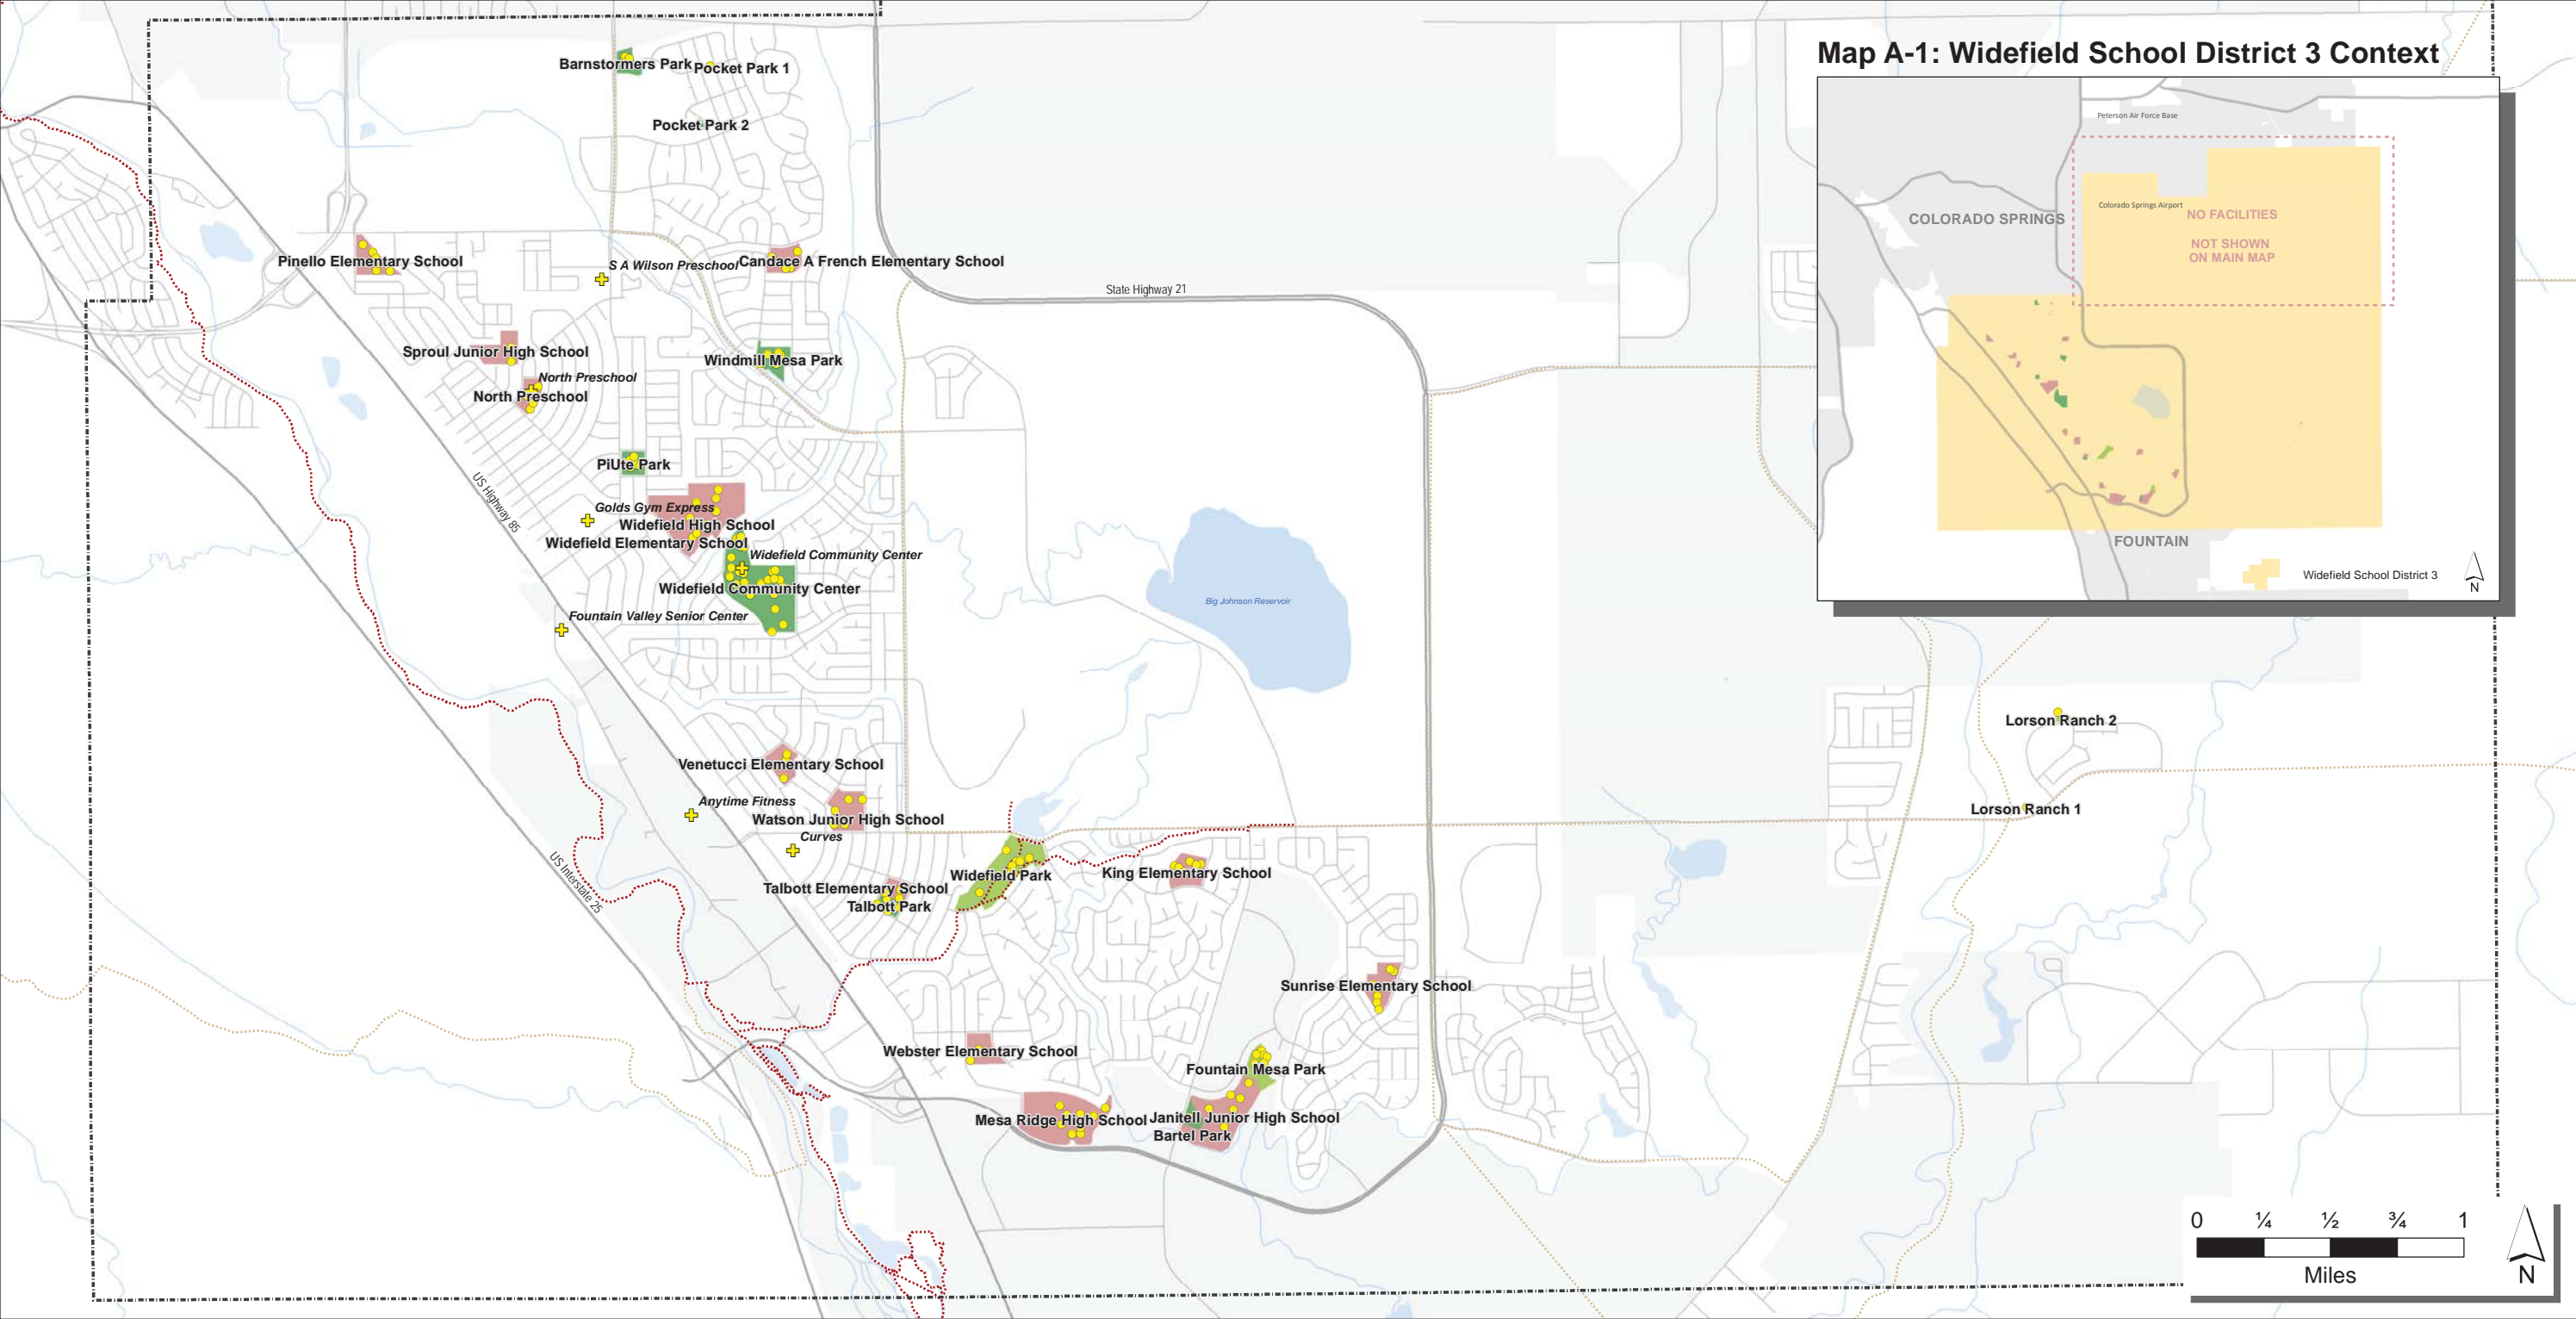 Map A-1: Widefield School District 3 Context
Peterson Air Force Base
Colorado Springs Airport
COLORADO SPRINGS
NO FACILITIES
NOT SHOWN
ON MAIN MAP
FOUNTAIN
Widefield School District 3
N
Barnstormers Park
Pocket Park 1
Pocket Park 2
Pinello Elementary School
S A Wilson Preschool
Candace A French Elementary School
State Highway 21
Sproul Junior High School
Windmill Mesa Park
North Preschool
North Preschool
PiUte Park
US Highway 85
Golds Gym Express
Widefield High School
Widefield Elementary School
Widefield Community Center
Widefield Community Center
Big Johnson Reservoir
Fountain Valley Senior Center
Lorson Ranch 2
Venetucci Elementary School
Anytime Fitness
Lorson Ranch 1
Watson Junior High School
Curves
US Interstate 25
Widefield Park
King Elementary School
Talbott Elementary School
Talbott Park
Sunrise Elementary School
Webster Elementary School
Fountain Mesa Park
Mesa Ridge High School
Janitell Junior High School
Bartel Park
0 ¼ ½ ¾ 1
Miles
N